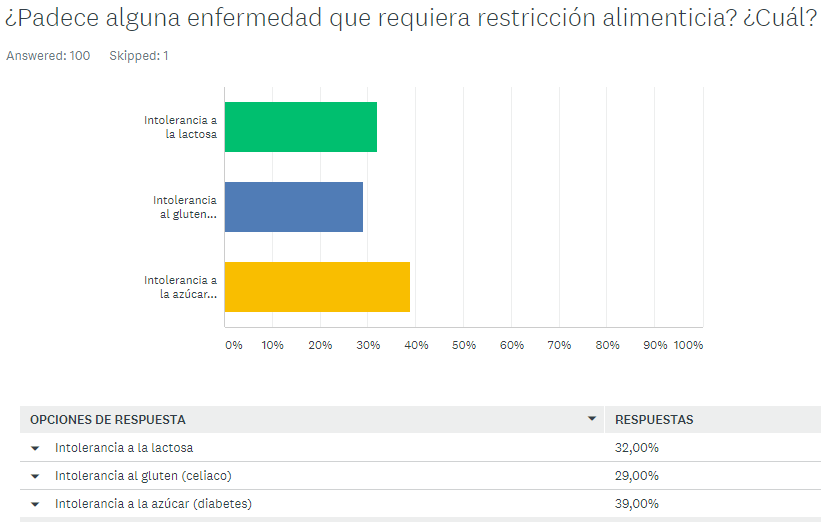 ¿Padece alguna enfermedad que requiera restricción alimenticia? ¿Cuál?
Answered: 100 Skipped: 1
Intolerancia a
la lactosa
Intolerancia
al gluten...
Intolerancia a
la azúcar...
0% 10% 20% 30% 40% 50% 60% 70% 80% 90% 100%
OPCIONES DE RESPUESTA RESPUESTAS
Intolerancia a la lactosa 32,00%
Intolerancia al gluten (celiaco) 29,00%
Intolerancia a la azúcar (diabetes) 39,00%